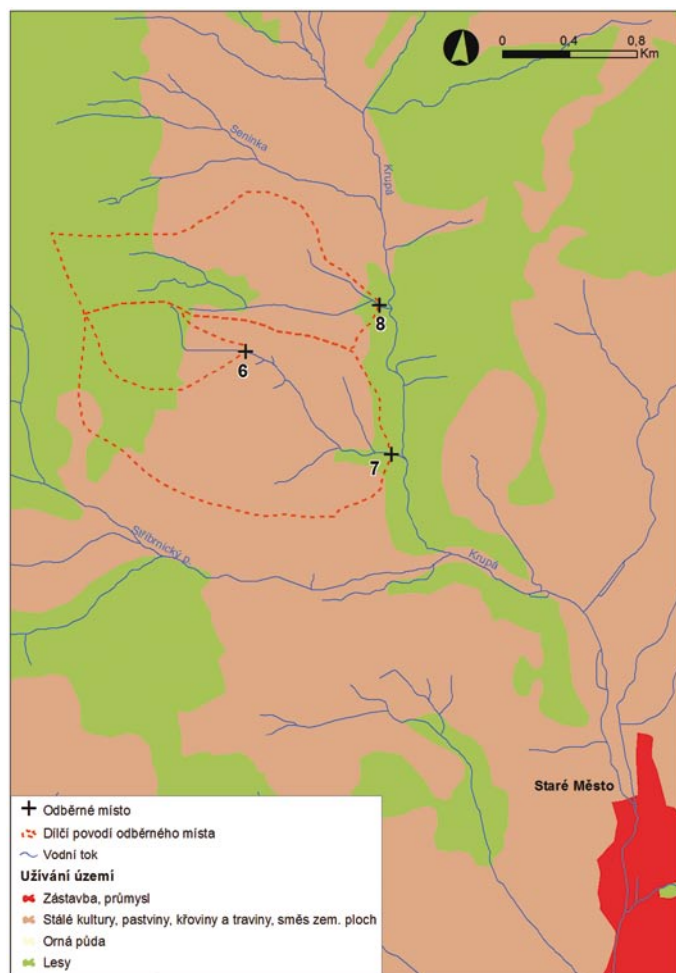 0 0,4 0,8
Km
Seninka
Krupá
8
6
7
Stříbrnický p.
Krupá
Staré Město
Odběrné místo
Dílčí povodí odběrného místa
Vodní tok
Užívání území
Zástavba, průmysl
Stálé kultury, pastviny, křoviny a traviny, směs zem. ploch
Orná půda
Lesy